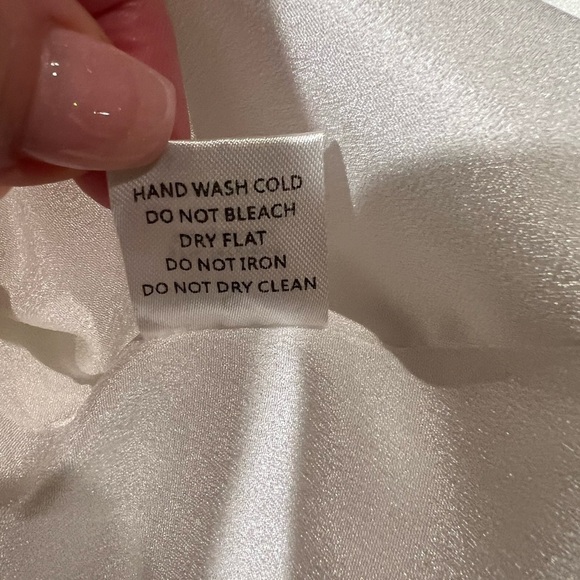 HAND WASH COLD
DO NOT BLEACH
DRY FLAT
DO NOT IRON
DO NOT DRY CLEAN